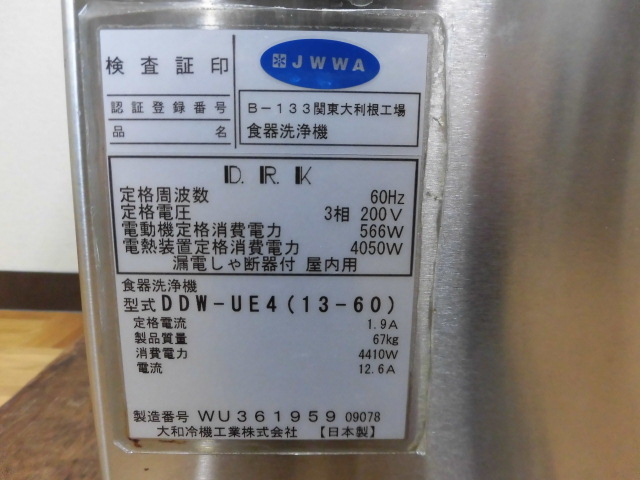 検査証印
JWWA
認証登録番号 B-133関東大利根工場
品名 食器洗浄機
D.R.K
定格周波数 60Hz
定格電圧 3相 200V
電動機定格消費電力 566W
電熱装置定格消費電力 4050W
漏電しゃ断器付 屋内用
食器洗浄機
型式 DDW-UE4(13-60)
定格電流 1.9A
製品質量 67kg
消費電力 4410W
電流 12.6A
製造番号 WU361959 09078
大和冷機工業株式会社 【日本製】